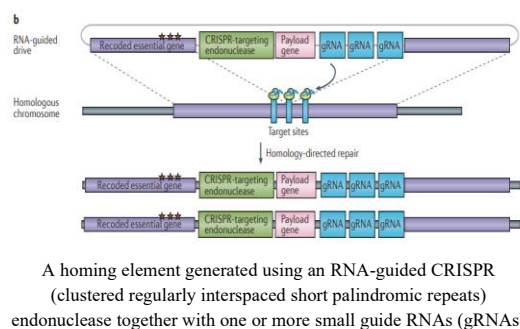 b
RNA-guided
drive
Recoded essential gene
CRISPR-targeting
endonuclease
Payload
gene
gRNA gRNA gRNA
Homologous
chromosome
Target sites
Homology-directed repair
Recoded essential gene
CRISPR-targeting
endonuclease
Payload
gene
gRNA gRNA gRNA
Recoded essential gene
CRISPR-targeting
endonuclease
Payload
gene
gRNA gRNA gRNA
A homing element generated using an RNA-guided CRISPR
(clustered regularly interspaced short palindromic repeats)
endonuclease together with one or more small guide RNAs (gRNAs